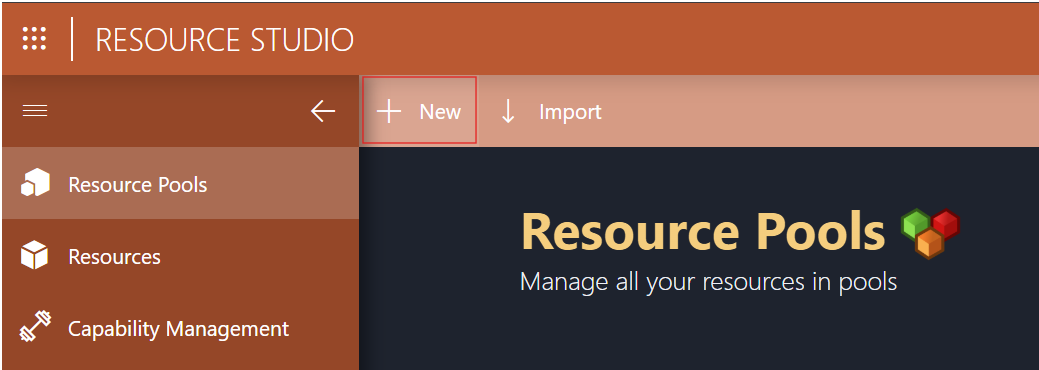 RESOURCE STUDIO
New
Import
Resource Pools
Resources
Capability Management
Resource Pools
Manage all your resources in pools